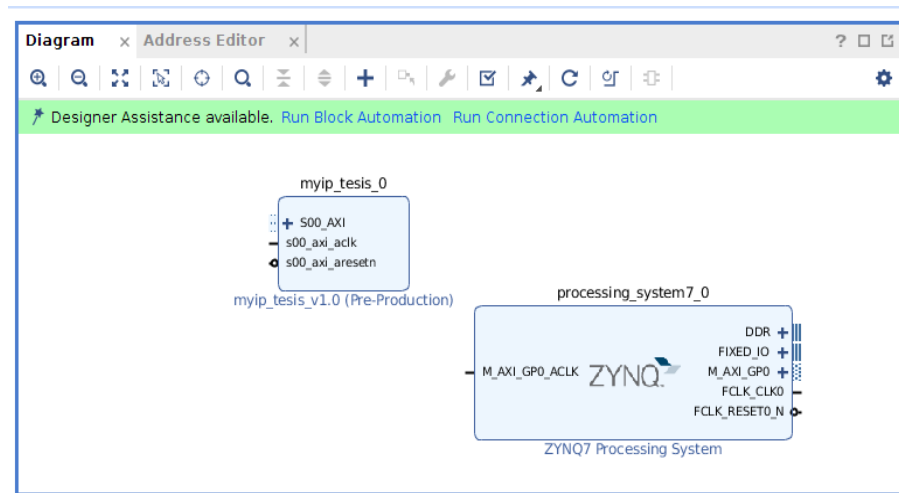 Diagram × Address Editor ×
Designer Assistance available. Run Block Automation Run Connection Automation
myip_tesis_0
S00_AXI
s00_axi_aclk
s00_axi_aresetn
myip_tesis_v1.0 (Pre-Production)
processing_system7_0
DDR
FIXED_IO
M_AXI_GP0_ACLK ZYNQ M_AXI_GP0
FCLK_CLK0
FCLK_RESET0_N
ZYNQ7 Processing System